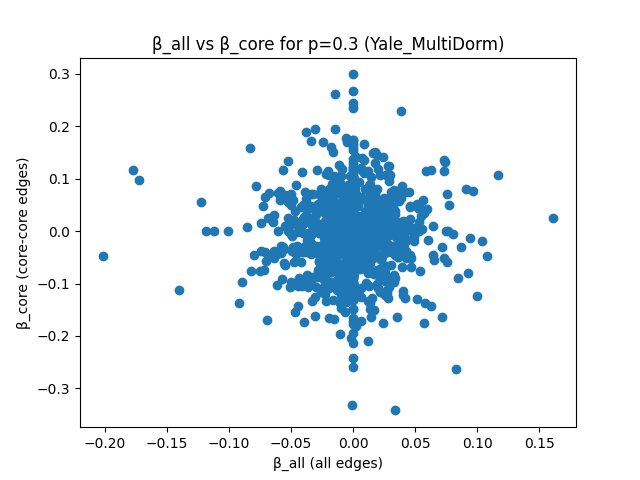 β_all vs β_core for p=0.3 (Yale_MultiDorm)
0.3
0.2
0.1
0.0
−0.1
−0.2
−0.3
β_core (core-core edges)
−0.20 −0.15 −0.10 −0.05 0.00 0.05 0.10 0.15
β_all (all edges)